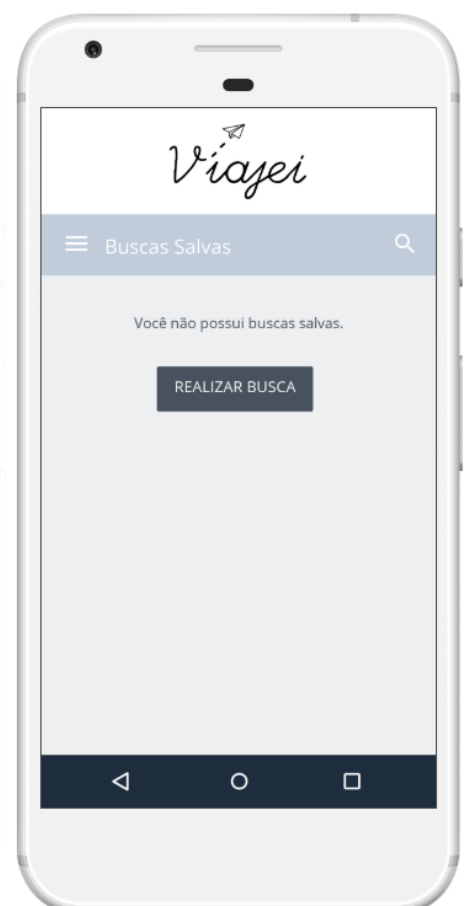 Viajei
Buscas Salvas
Você não possui buscas salvas.
REALIZAR BUSCA